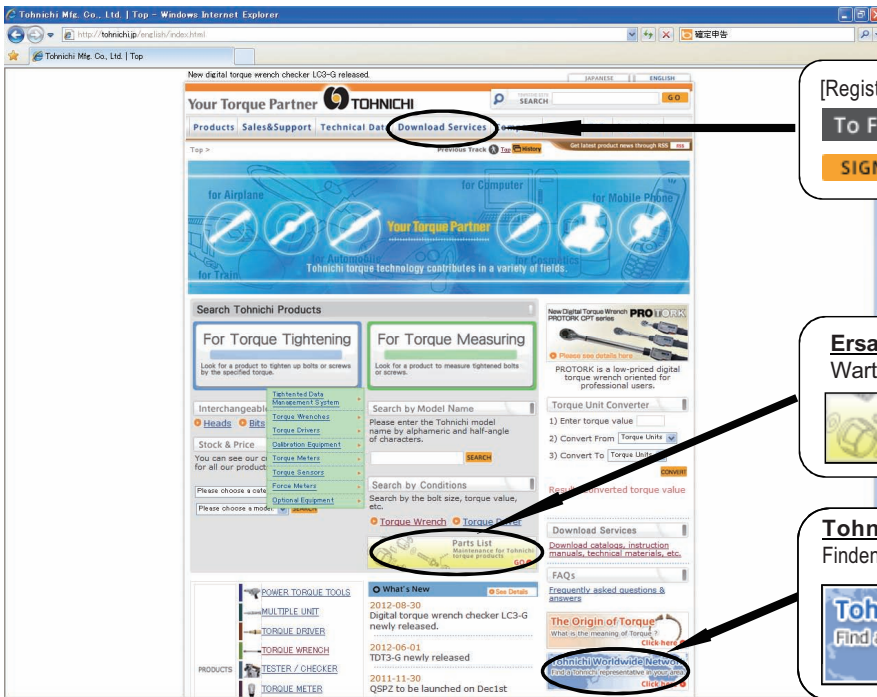 Tohnichi Mfg. Co., Ltd. | Top - Windows Internet Explorer
http://tohnichi.jp/english/index.html
確定申告
Tohnichi Mfg. Co., Ltd. | Top
New digital torque wrench checker LC3-G released.
JAPANESE || ENGLISH
Your Torque Partner TOHNICHI
SEARCH
GO
Products Sales&Support Technical Data Download Services
Top >
Previous Track Top History
Get latest product news through RSS RSS
[Regist
To F
SIGN
for Airplane
for Computer
for Mobile Phone
Your Torque Partner
for Train
for Automobile
for Cosmetics
Tohnichi torque technology contributes in a variety of fields.
Search Tohnichi Products
For Torque Tightening
Look for a product to tighten up bolts or screws
by the specified torque.
For Torque Measuring
Look for a product to measure tightened bolts
or screws.
New Digital Torque Wrench PROTORK
PROTORK CPT series
Please see details here
PROTORK is a low-priced digital
torque wrench oriented for
professional users.
Interchangeabl
Heads Bits
Stock & Price
You can see our c
for all our product
Please choose a cate
Please choose a model
SEARCH
Tightented Data
Management System
Torque Wrenches
Torque Drivers
Calibration Equipment
Torque Meters
Torque Sensors
Force Meters
Optional Equipment
Search by Model Name
Please enter the Tohnichi model
name by alphameric and half-angle
of characters.
SEARCH
Search by Conditions
Search by the bolt size, torque value,
etc.
Torque Wrench Torque Driver
Parts List
Maintenance for Tohnichi
torque products
GO
Torque Unit Converter
1) Enter torque value
2) Convert From Torque Units
3) Convert To Torque Units
CONVERT
Result converted torque value
Download Services
Download catalogs, instruction
manuals, technical materials, etc.
FAQs
Frequently asked questions &
answers
The Origin of Torque
What is the meaning of Torque ?
Click here
Tohnichi Worldwide Network
Find a Tohnichi representative in your area
Click here
PRODUCTS
POWER TORQUE TOOLS
MULTIPLE UNIT
TORQUE DRIVER
TORQUE WRENCH
TESTER / CHECKER
TORQUE METER
What's New
See Details
2012-08-30
Digital torque wrench checker LC3-G
newly released.
2012-06-01
TDT3-G newly released
2011-11-30
QSPZ to be launched on Dec1st
Ersa
Wart
Tohn
Finden
Toh
Find a